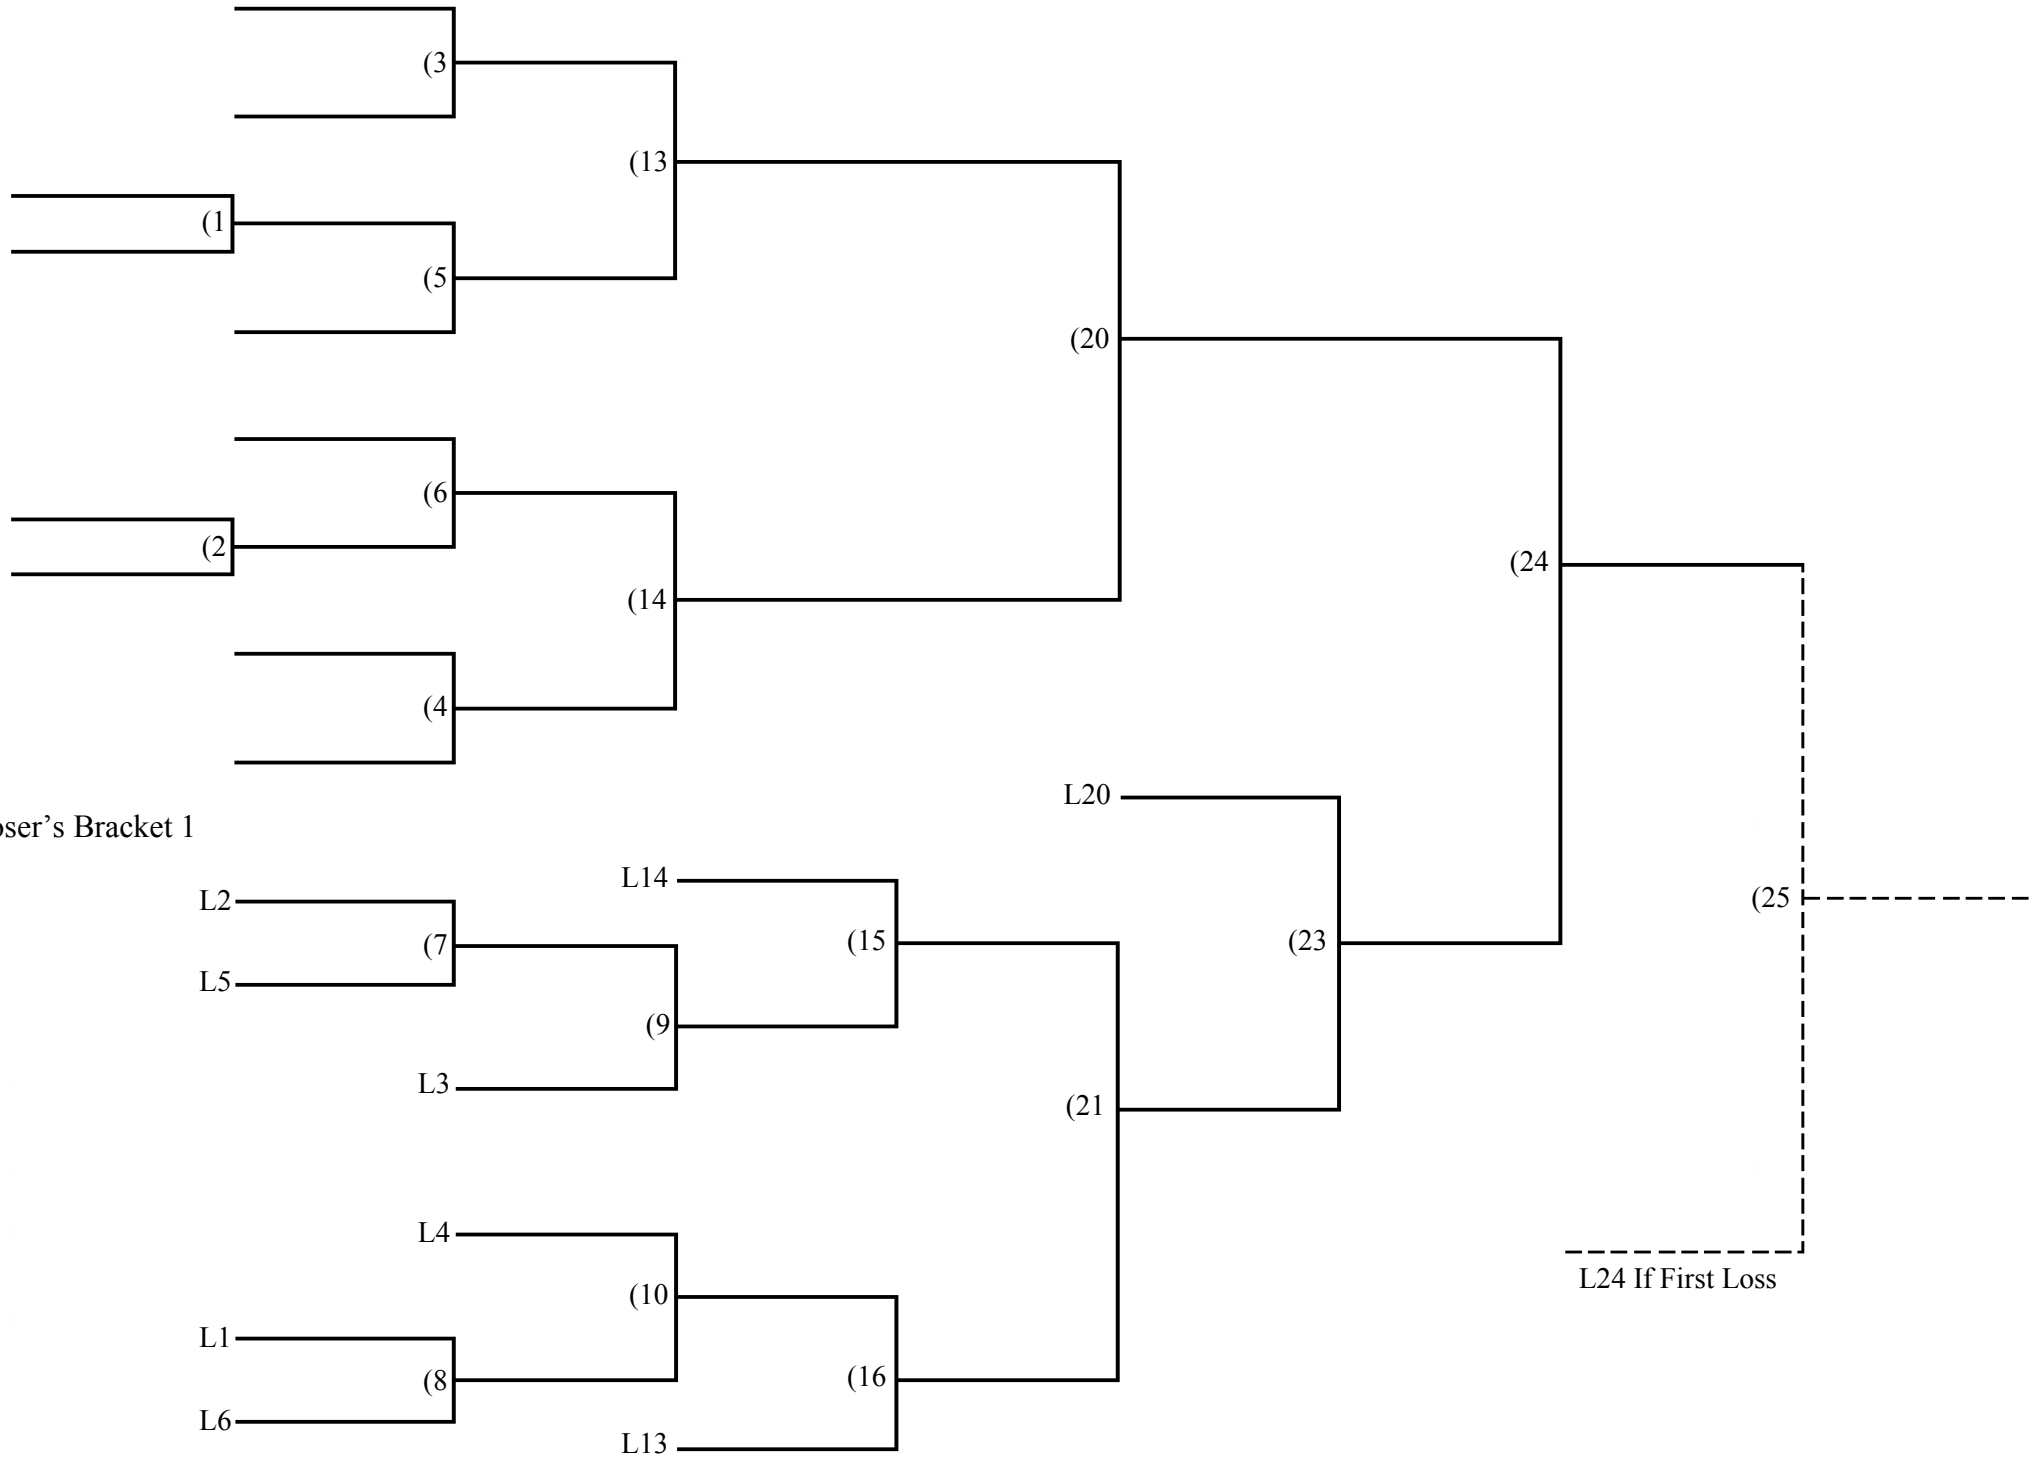 (3
(13
(1
(5
(20
(6
(2
(24
(14
(4
L20
oser’s Bracket 1
L14
L2
(7
(15
(23
(25
L5
(9
L3
(21
L4
L24 If First Loss
(10
L1
(8
(16
L6
L13